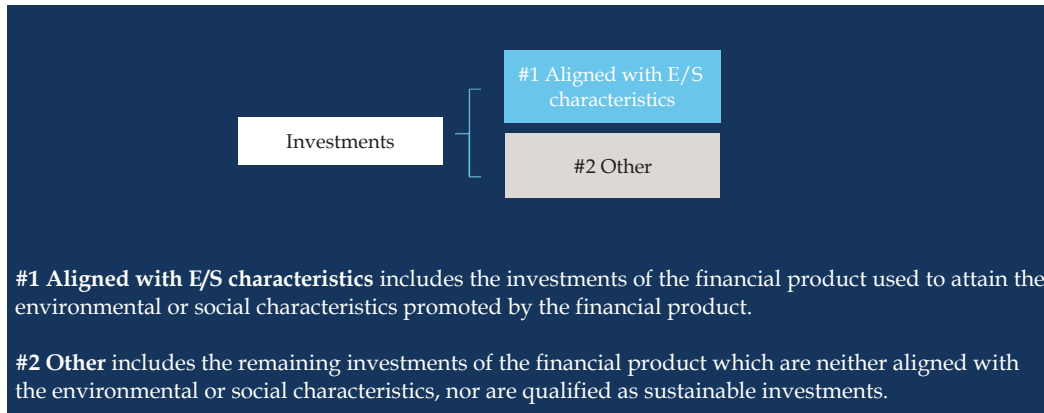 #1 Aligned with E/S
characteristics
Investments
#2 Other
#1 Aligned with E/S characteristics includes the investments of the financial product used to attain the
environmental or social characteristics promoted by the financial product.
#2 Other includes the remaining investments of the financial product which are neither aligned with
the environmental or social characteristics, nor are qualified as sustainable investments.